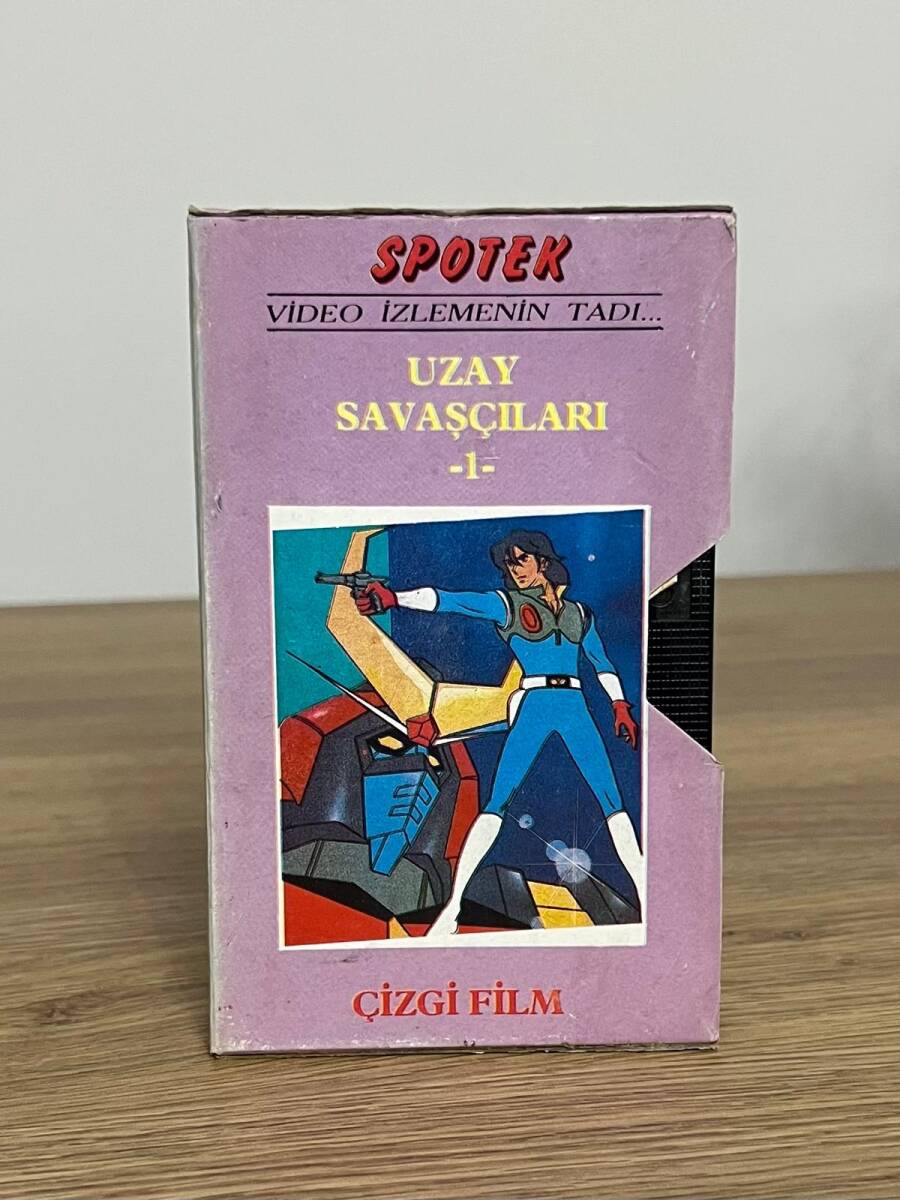 SPOTEK
VİDEO İZLEMENİN TADI...
UZAY
SAVAŞÇILARI
-1-
ÇİZGİ FİLM